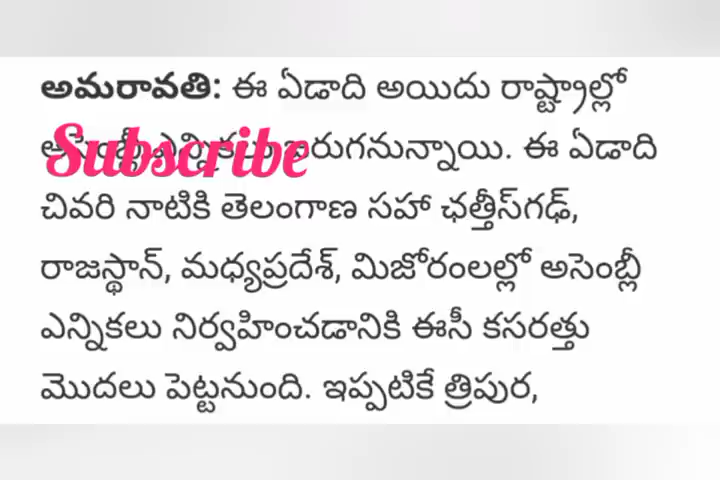 అమరావతి: ఈ ఏడాది అయిదు రాష్ట్రాల్లో
Subscribe
జరుగనున్నాయి. ఈ ఏడాది
చివరి నాటికి తెలంగాణ సహా ఛత్తీస్‌గఢ్,
రాజస్థాన్, మధ్యప్రదేశ్, మిజోరంలల్లో అసెంబ్లీ
ఎన్నికలు నిర్వహించడానికి ఈసీ కసరత్తు
మొదలు పెట్టనుంది. ఇప్పటికే త్రిపుర,